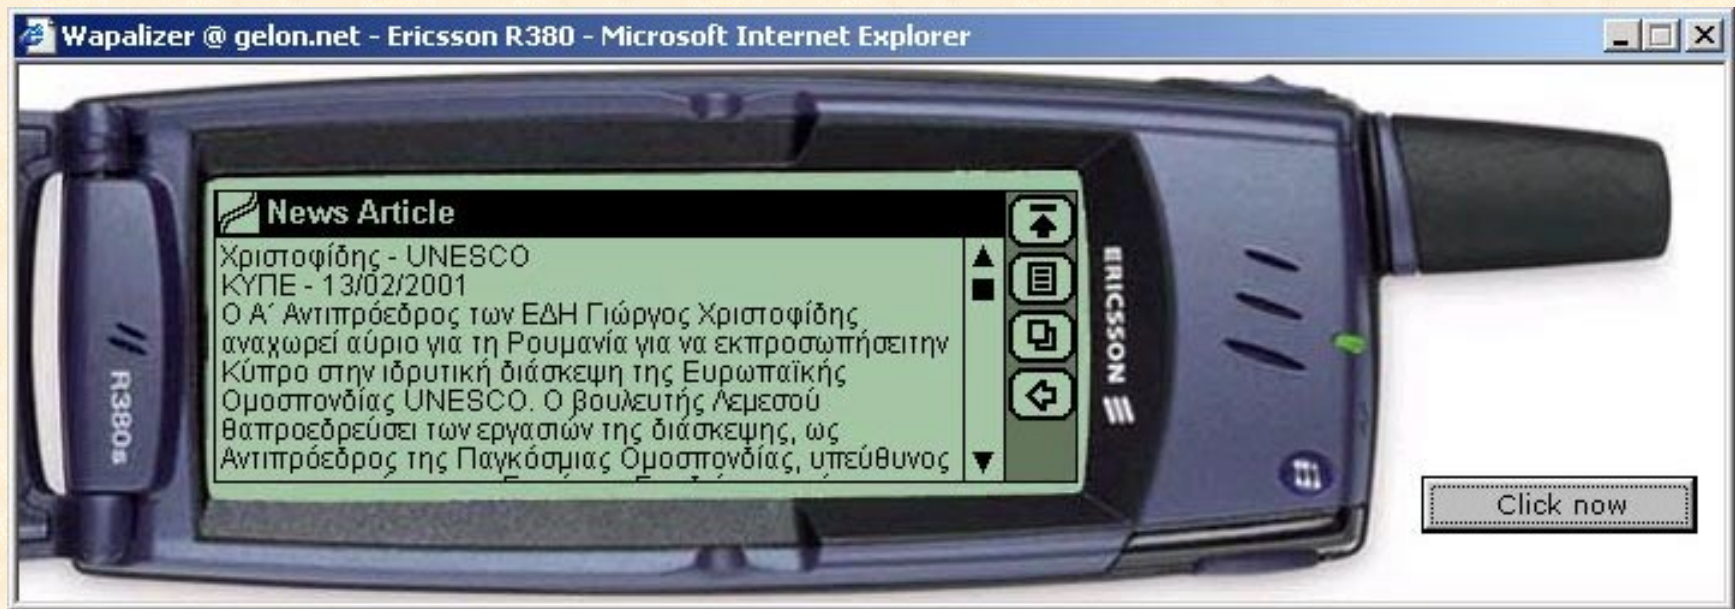 Wapalizer @ gelon.net - Ericsson R380 - Microsoft Internet Explorer
News Article
Χριστοφίδης - UNESCO
ΚΥΠΕ - 13/02/2001
Ο Α΄ Αντιπρόεδρος των ΕΔΗ Γιώργος Χριστοφίδης
αναχωρεί αύριο για τη Ρουμανία για να εκπροσωπήσειτην
Κύπρο στην ιδρυτική διάσκεψη της Ευρωπαϊκής
Ομοσπονδίας UNESCO. Ο βουλευτής Λεμεσού
θαπροεδρεύσει των εργασιών της διάσκεψης, ως
Αντιπρόεδρος της Παγκόσμιας Ομοσπονδίας, υπεύθυνος
ERICSSON
R380s
Click now